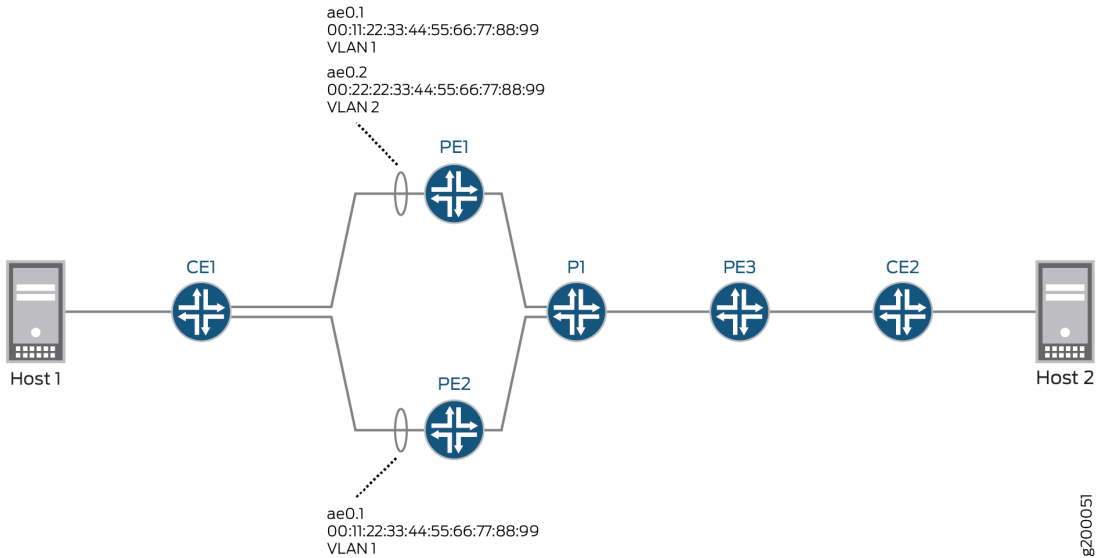 ae0.1
00:11:22:33:44:55:66:77:88:99
VLAN 1
ae0.2
00:22:22:33:44:55:66:77:88:99
VLAN 2
PE1
CE1
P1
PE3
CE2
Host 1
PE2
Host 2
ae0.1
00:11:22:33:44:55:66:77:88:99
VLAN 1
g200051